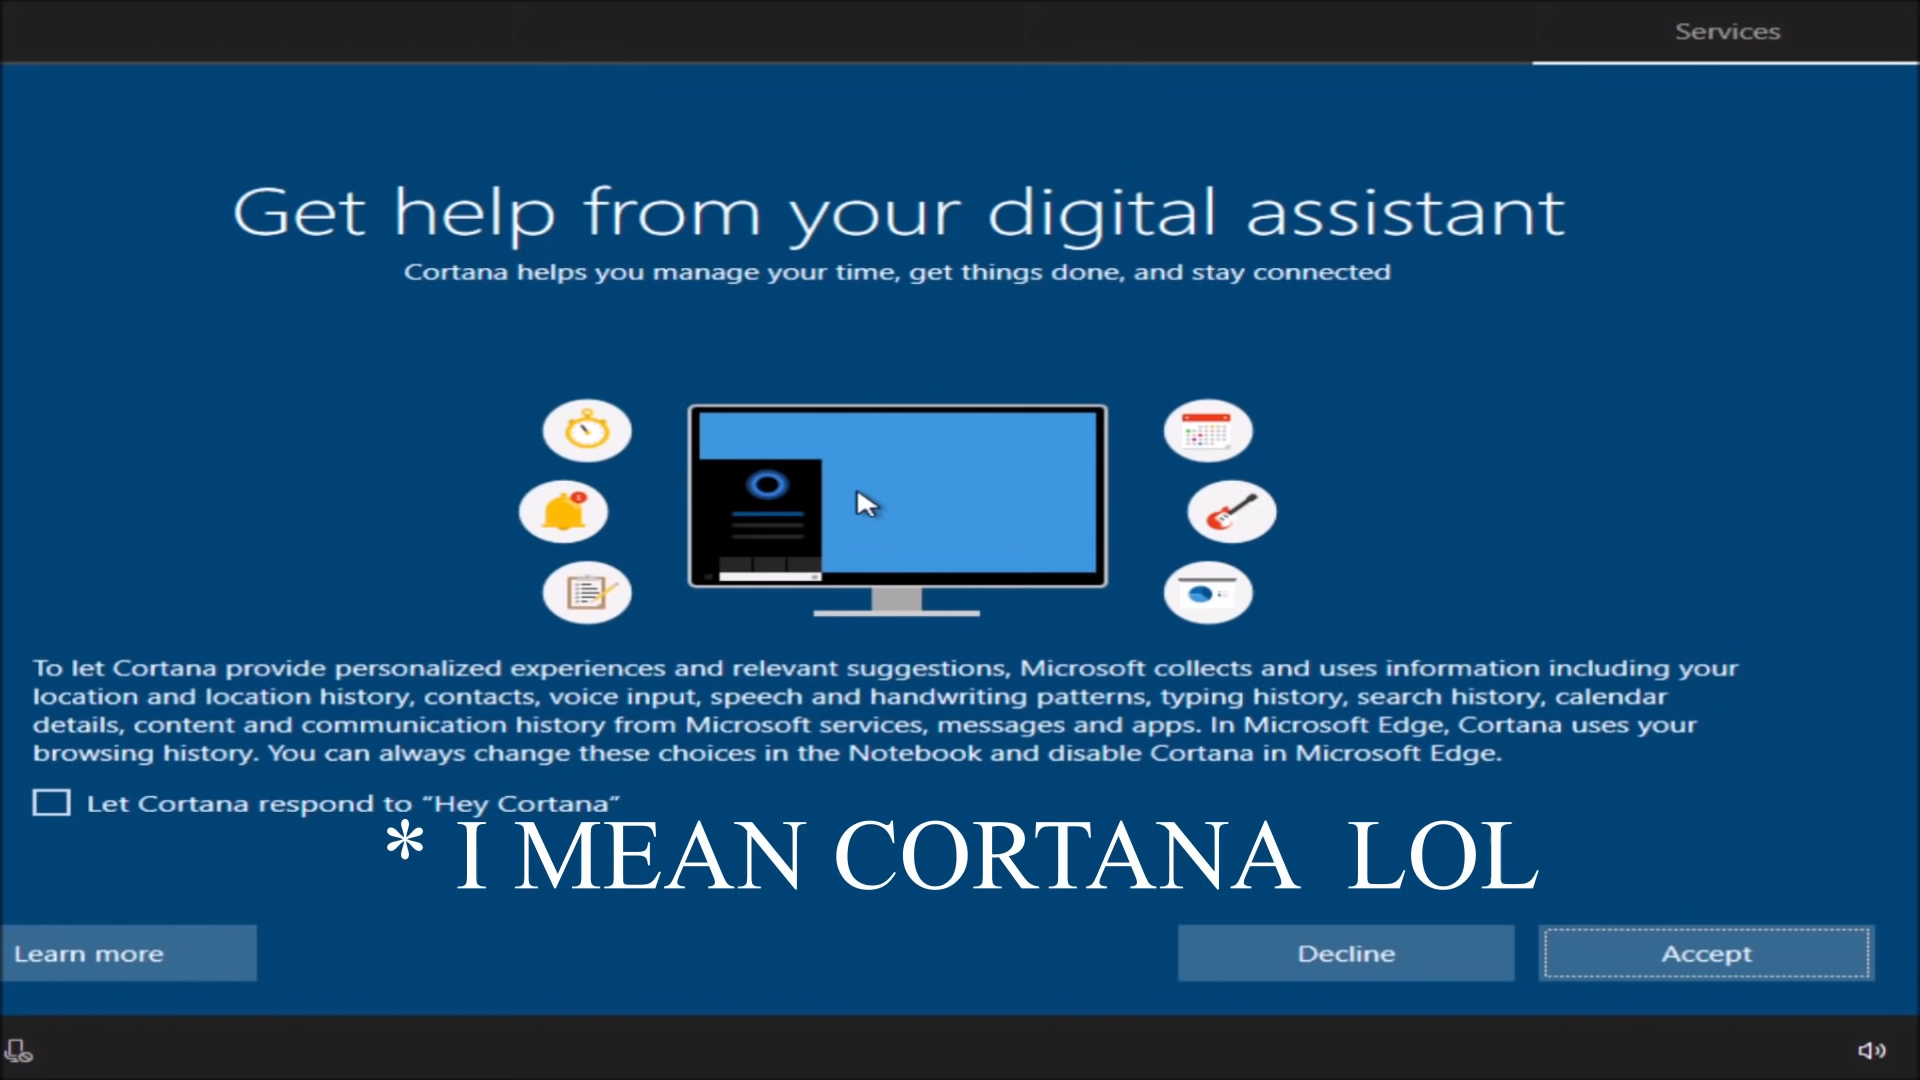 Services
Get help from your digital assistant
Cortana helps you manage your time, get things done, and stay connected
To let Cortana provide personalized experiences and relevant suggestions, Microsoft collects and uses information including your
location and location history, contacts, voice input, speech and handwriting patterns, typing history, search history, calendar
details, content and communication history from Microsoft services, messages and apps. In Microsoft Edge, Cortana uses your
browsing history. You can always change these choices in the Notebook and disable Cortana in Microsoft Edge.
Let Cortana respond to “Hey Cortana”
* I MEAN CORTANA LOL
Learn more
Decline
Accept